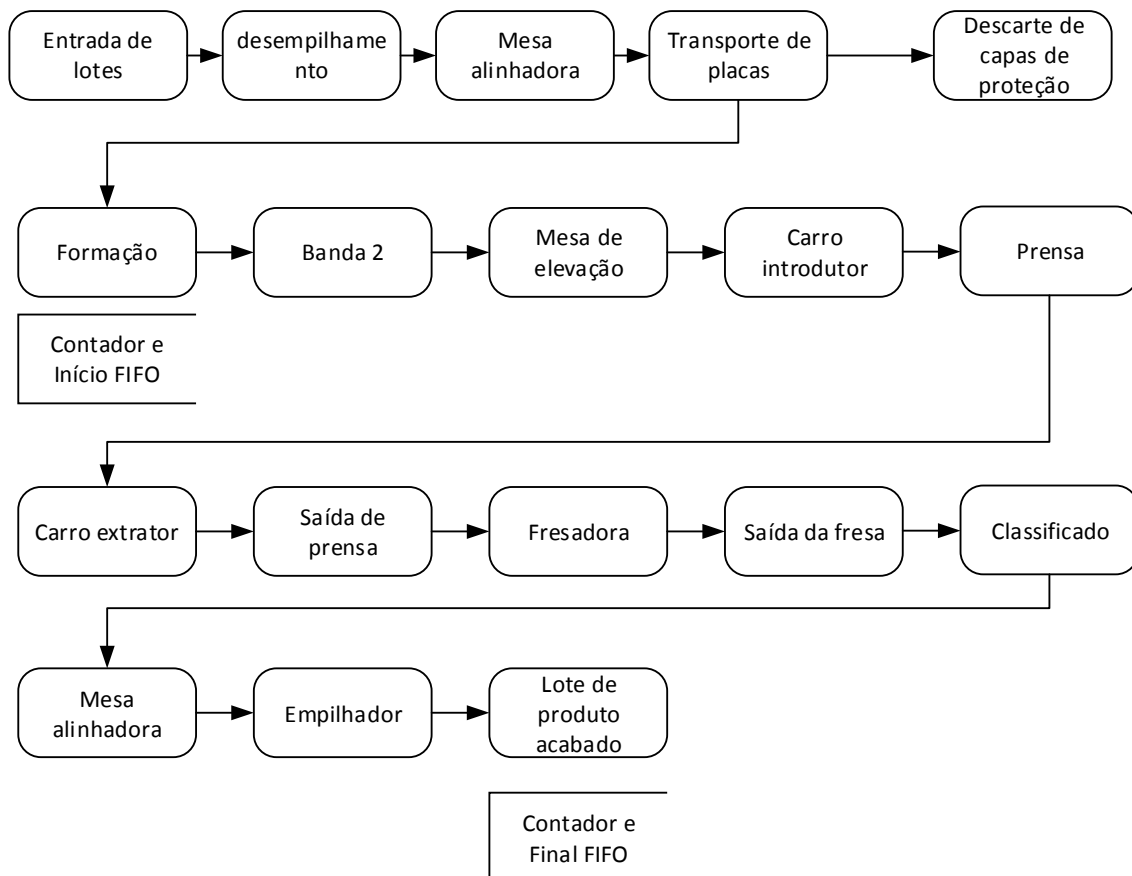 Entrada de
lotes
desempilhame
nto
Mesa
alinhadora
Transporte de
placas
Descarte de
capas de
proteção
Formação
Banda 2
Mesa de
elevação
Carro
introdutor
Prensa
Contador e
Início FIFO
Carro extrator
Saída de
prensa
Fresadora
Saída da fresa
Classificado
Mesa
alinhadora
Empilhador
Lote de
produto
acabado
Contador e
Final FIFO